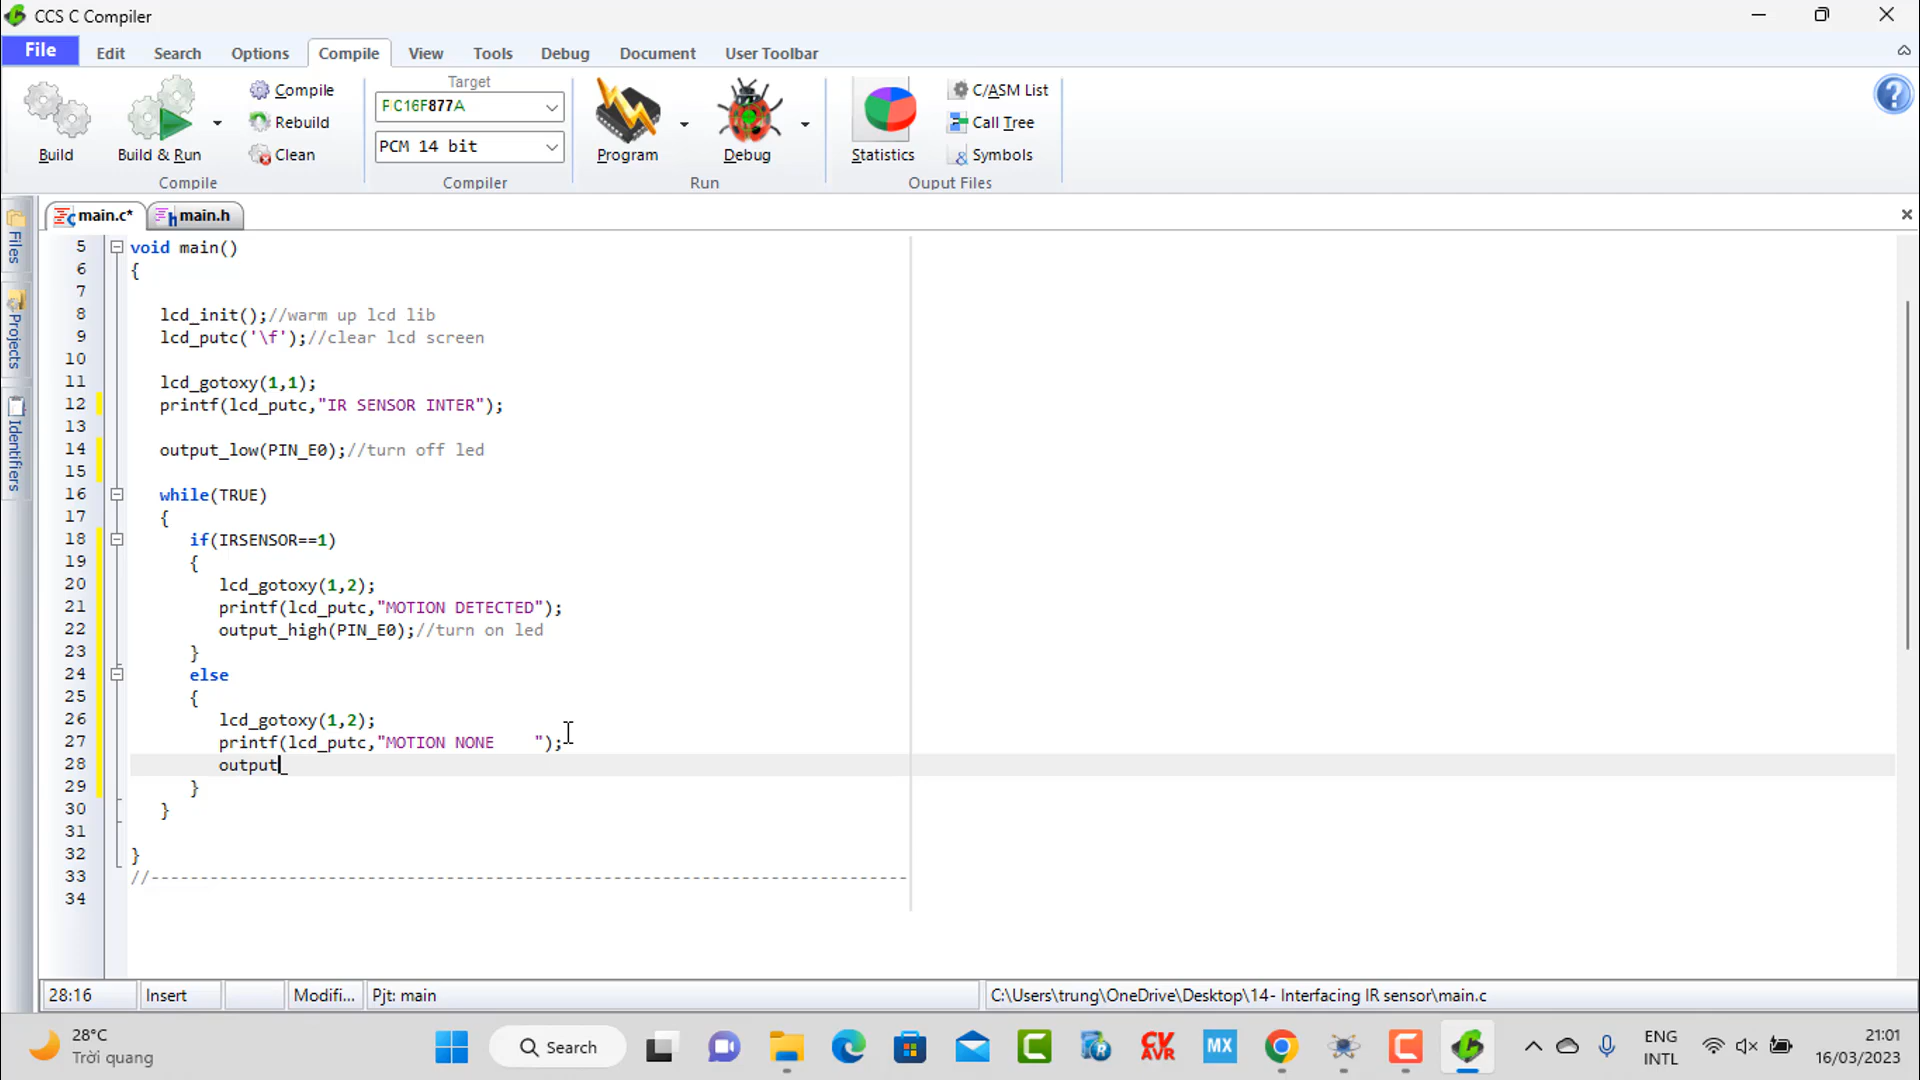 CCS C Compiler
File Edit Search Options Compile View Tools Debug Document User Toolbar
Build
Build & Run
Compile
Rebuild
Clean
Compile
Target
PIC16F877A
PCM 14 bit
Compiler
Program
Debug
Run
Statistics
C/ASM List
Call Tree
Symbols
Ouput Files
main.c*
main.h
Files
Projects
Identifiers
5 void main()
6 {
7
8 lcd_init();//warm up lcd lib
9 lcd_putc('\f');//clear lcd screen
10
11 lcd_gotoxy(1,1);
12 printf(lcd_putc,"IR SENSOR INTER");
13
14 output_low(PIN_E0);//turn off led
15
16 while(TRUE)
17 {
18 if(IRSENSOR==1)
19 {
20 lcd_gotoxy(1,2);
21 printf(lcd_putc,"MOTION DETECTED");
22 output_high(PIN_E0);//turn on led
23 }
24 else
25 {
26 lcd_gotoxy(1,2);
27 printf(lcd_putc,"MOTION NONE    ");
28 output_
29 }
30 }
31
32 }
33 //-----------------------------------------------------------------------------
34
28:16 Insert Modifi... Pjt: main C:\Users\trung\OneDrive\Desktop\14- Interfacing IR sensor\main.c
28°C
Trời quang
Search
CV
AVR
MX
ENG
INTL
21:01
16/03/2023